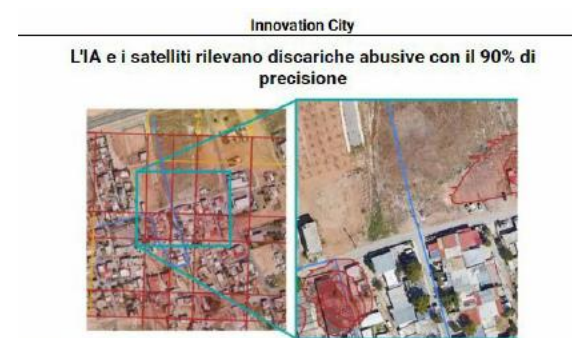 Innovation City
L'IA e i satelliti rilevano discariche abusive con il 90% di
precisione